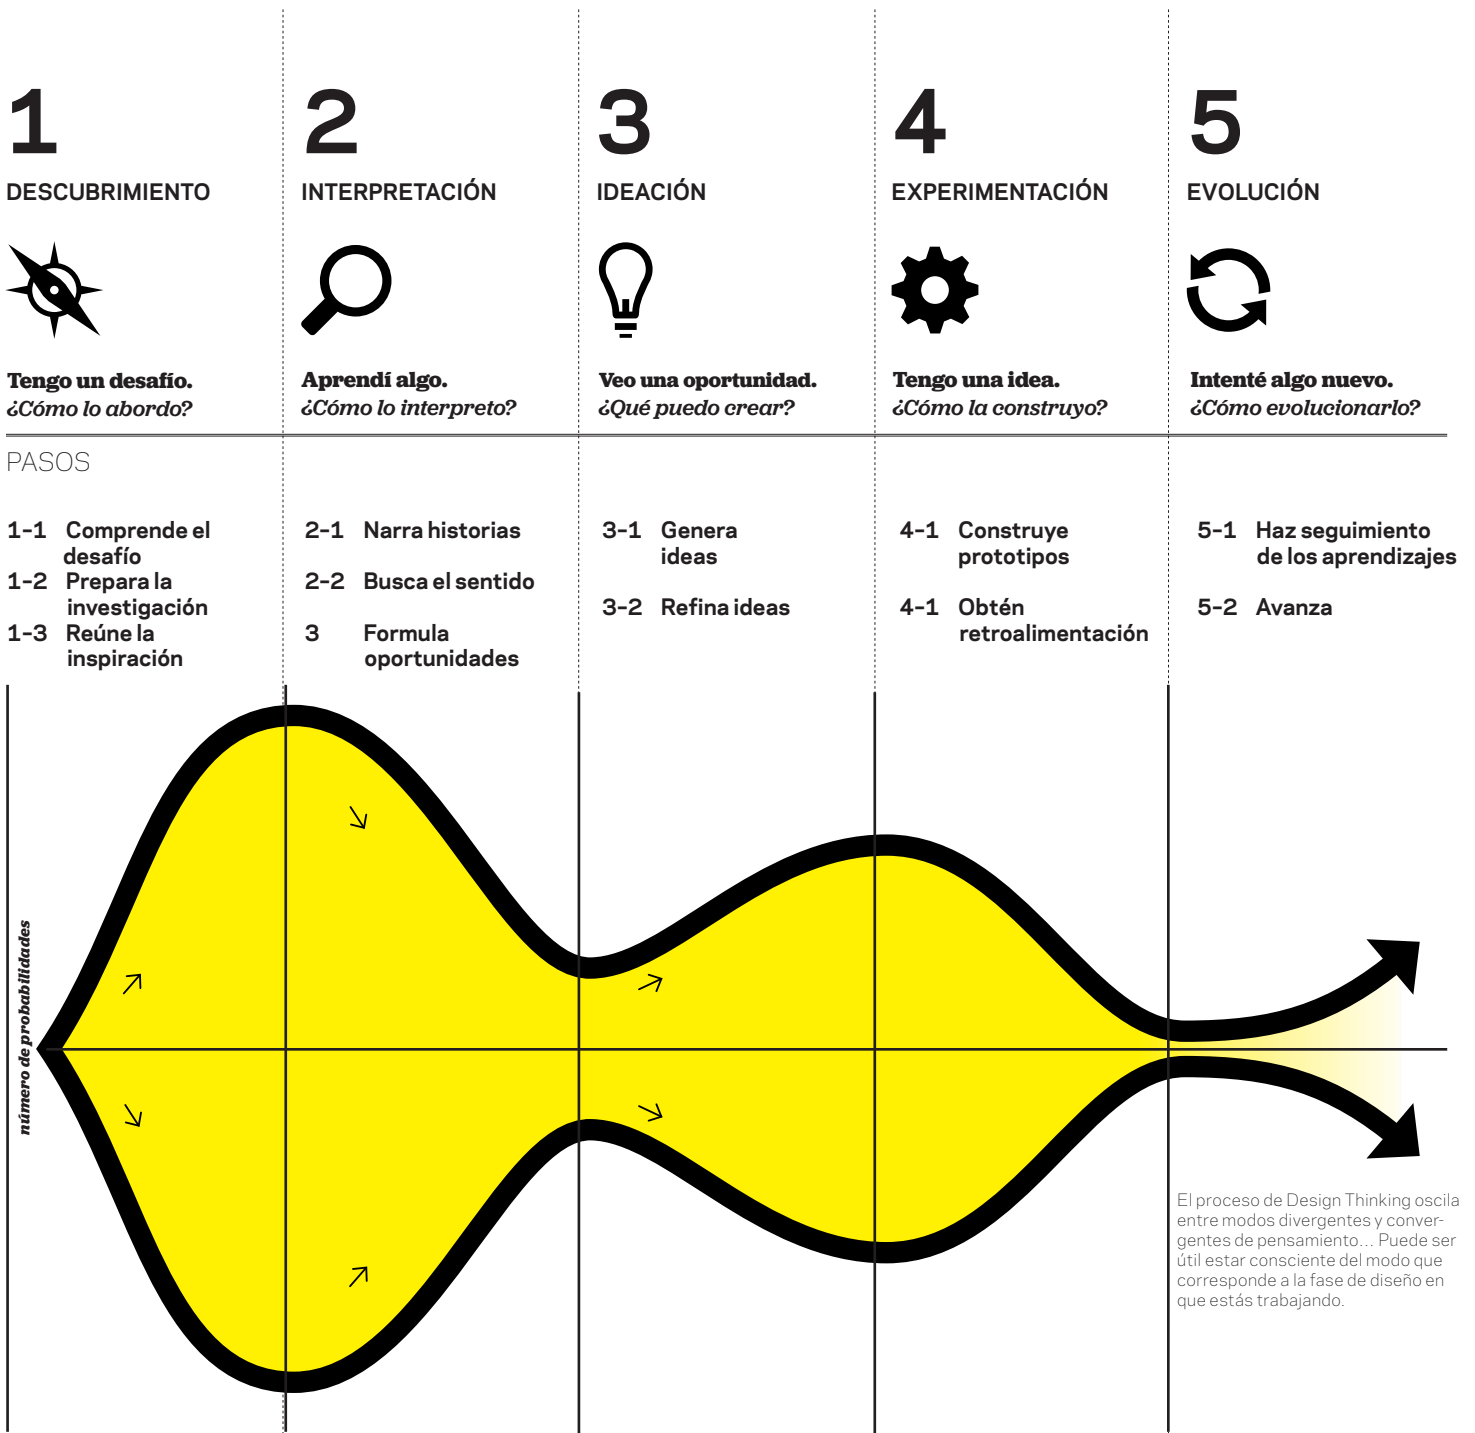 1
DESCUBRIMIENTO
Tengo un desafío.
¿Cómo lo abordo?
2
INTERPRETACIÓN
Aprendí algo.
¿Cómo lo interpreto?
3
IDEACIÓN
Veo una oportunidad.
¿Qué puedo crear?
4
EXPERIMENTACIÓN
Tengo una idea.
¿Cómo la construyo?
5
EVOLUCIÓN
Intenté algo nuevo.
¿Cómo evolucionarlo?
PASOS
1-1 Comprende el
desafío
1-2 Prepara la
investigación
1-3 Reúne la
inspiración
2-1 Narra historias
2-2 Busca el sentido
3 Formula
oportunidades
3-1 Genera
ideas
3-2 Refina ideas
4-1 Construye
prototipos
4-1 Obtén
retroalimentación
5-1 Haz seguimiento
de los aprendizajes
5-2 Avanza
número de probabilidades
El proceso de Design Thinking oscila
entre modos divergentes y conver-
gentes de pensamiento... Puede ser
útil estar consciente del modo que
corresponde a la fase de diseño en
que estás trabajando.